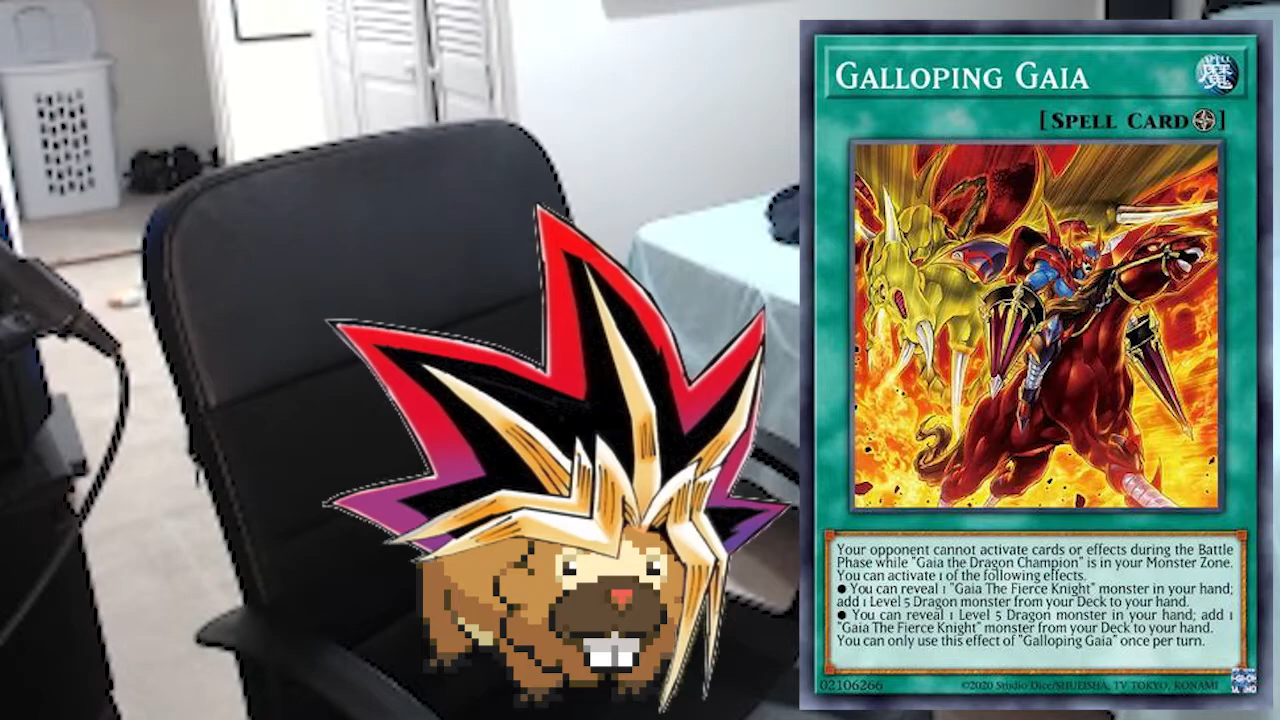 GALLOPING GAIA
魔
[SPELL CARD]
Your opponent cannot activate cards or effects during the Battle
Phase while "Gaia the Dragon Champion" is in your Monster Zone.
You can activate 1 of the following effects.
● You can reveal 1 "Gaia The Fierce Knight" monster in your hand;
add 1 Level 5 Dragon monster from your Deck to your hand.
● You can reveal 1 Level 5 Dragon monster in your hand; add 1
"Gaia The Fierce Knight" monster from your Deck to your hand.
You can only use this effect of "Galloping Gaia" once per turn.
02106266 ©2020 Studio Dice/SHUEISHA, TV TOKYO, KONAMI